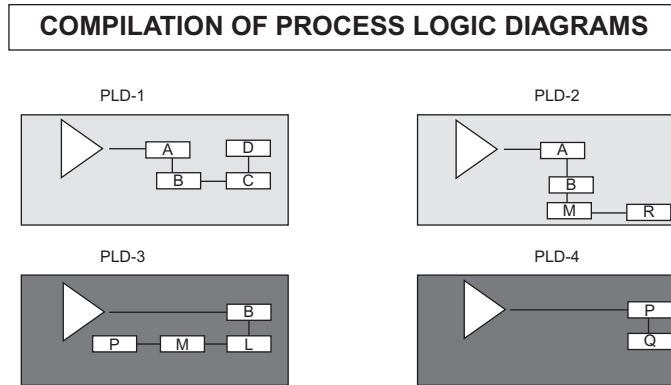 COMPILATION OF PROCESS LOGIC DIAGRAMS
PLD-1
PLD-2
A
D
B
C
A
B
M
R
PLD-3
PLD-4
B
P
M
L
P
Q